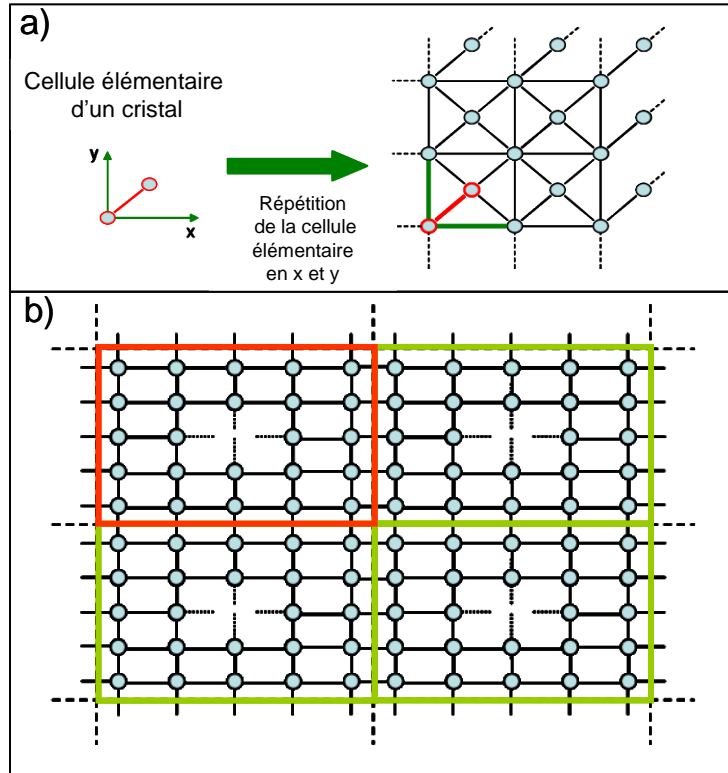 a)
Cellule élémentaire
d'un cristal
y
x
Répétition
de la cellule
élémentaire
en x et y
b)